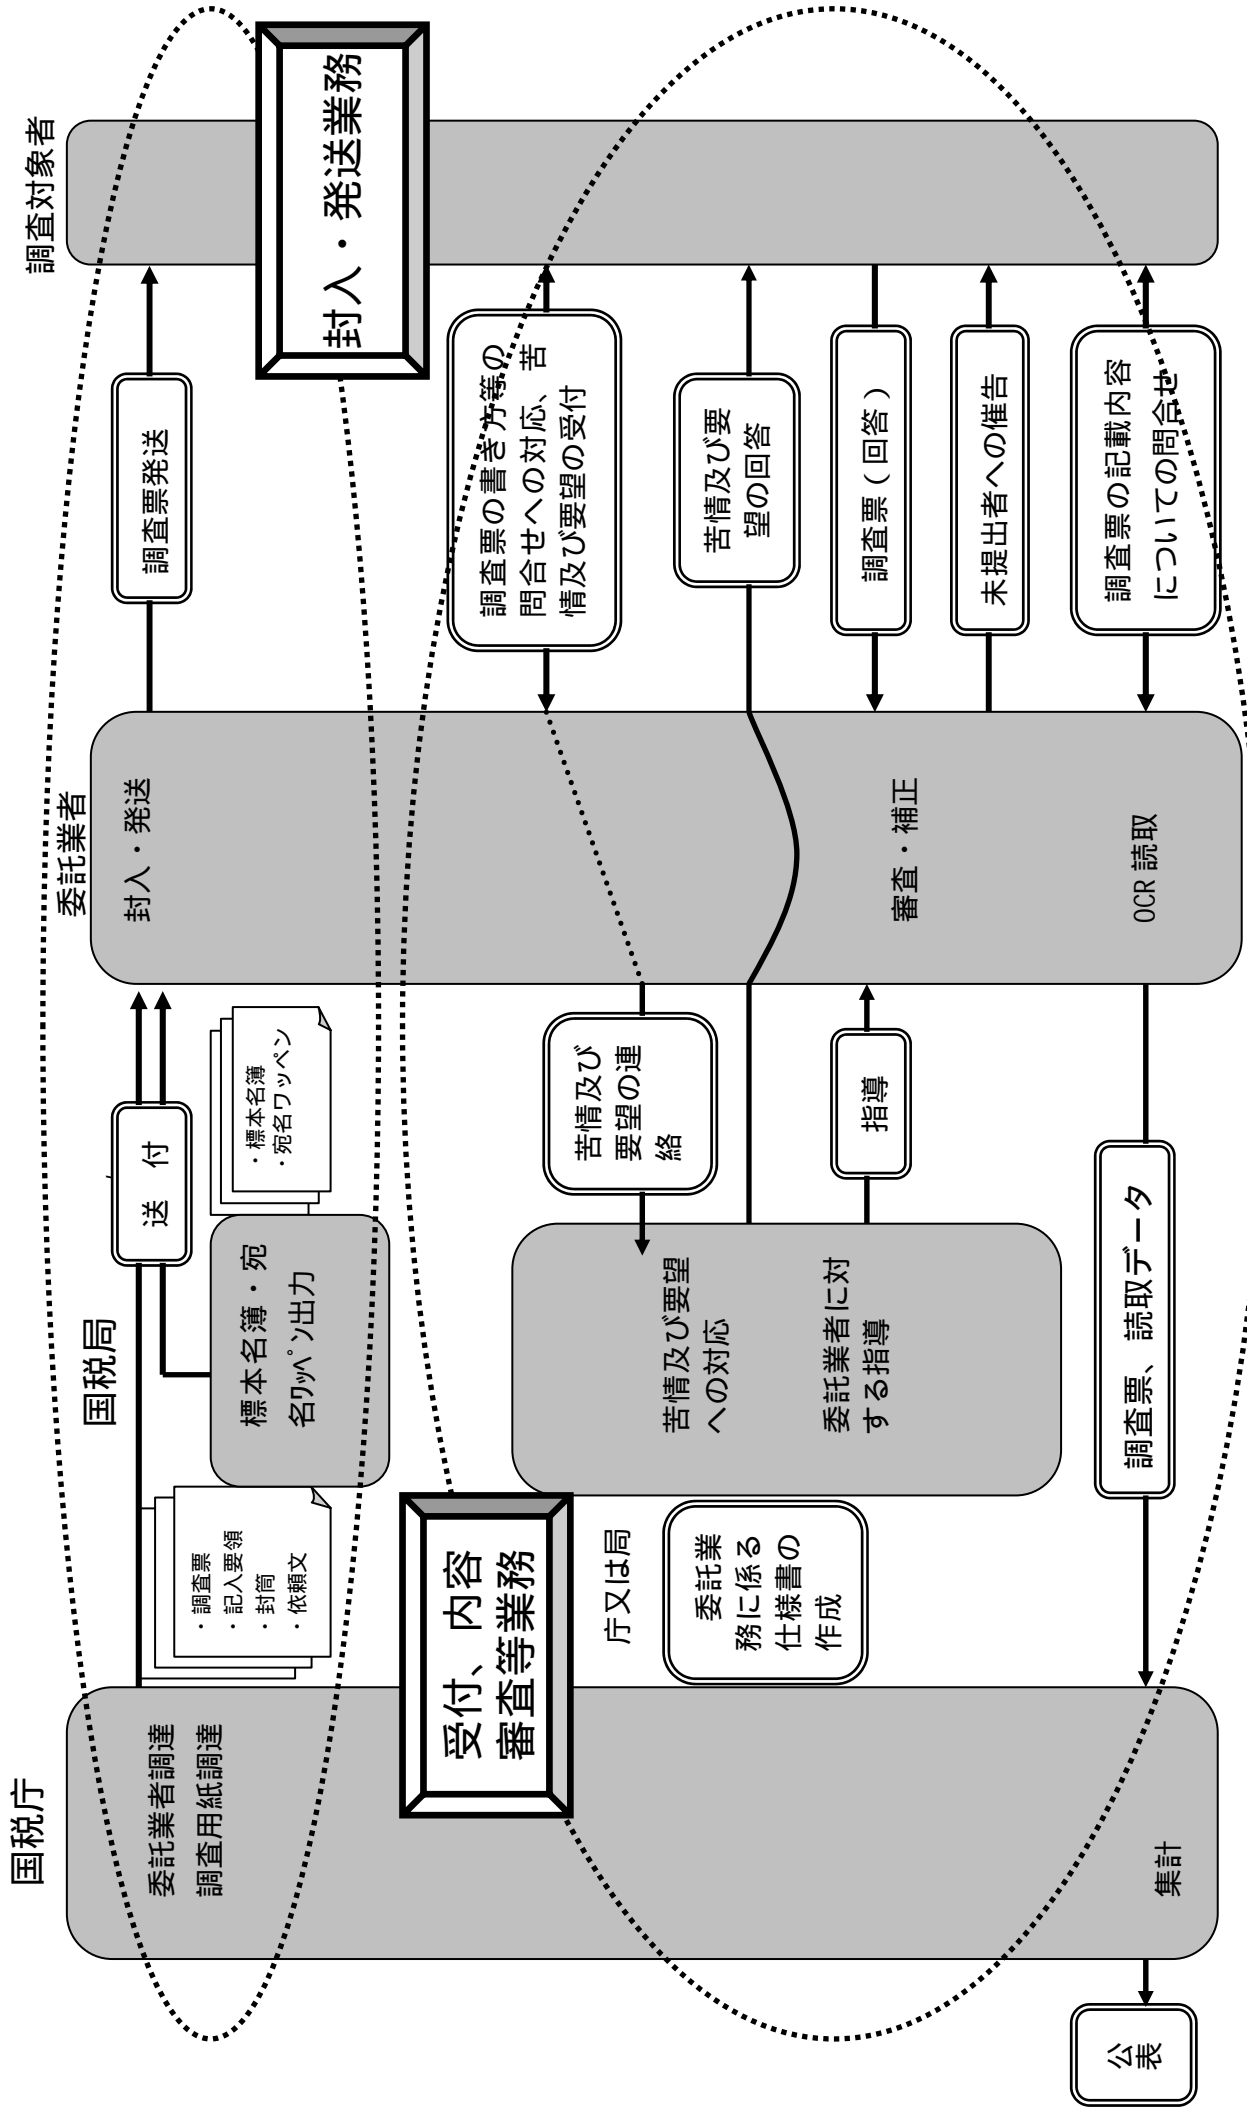 国税庁
委託業者調達
調査用紙調達
集計
公
表
・調査票
・記入要領
・封筒
・依頼文
受付、内容
審査等業務
庁又は局
委託業
務に係る
仕様書の
作成
国税局
送 付
標本名簿・宛
名ﾜｯﾍﾟﾝ出力
・標本名簿
・宛名ワッペン
苦情及び要望
への対応
委託業者に対
する指導
苦情及び
要望の連
絡
指導
調査票、読取データ
委託業者
封入・発送
審査・補正
OCR 読取
調査票発送
調査票の書き方等の
問合せへの対応、苦
情及び要望の受付
苦情及び要
望の回答
調査票（回答）
未提出者への催告
調査票の記載内容
についての問合せ
調査対象者
封入・発送業務